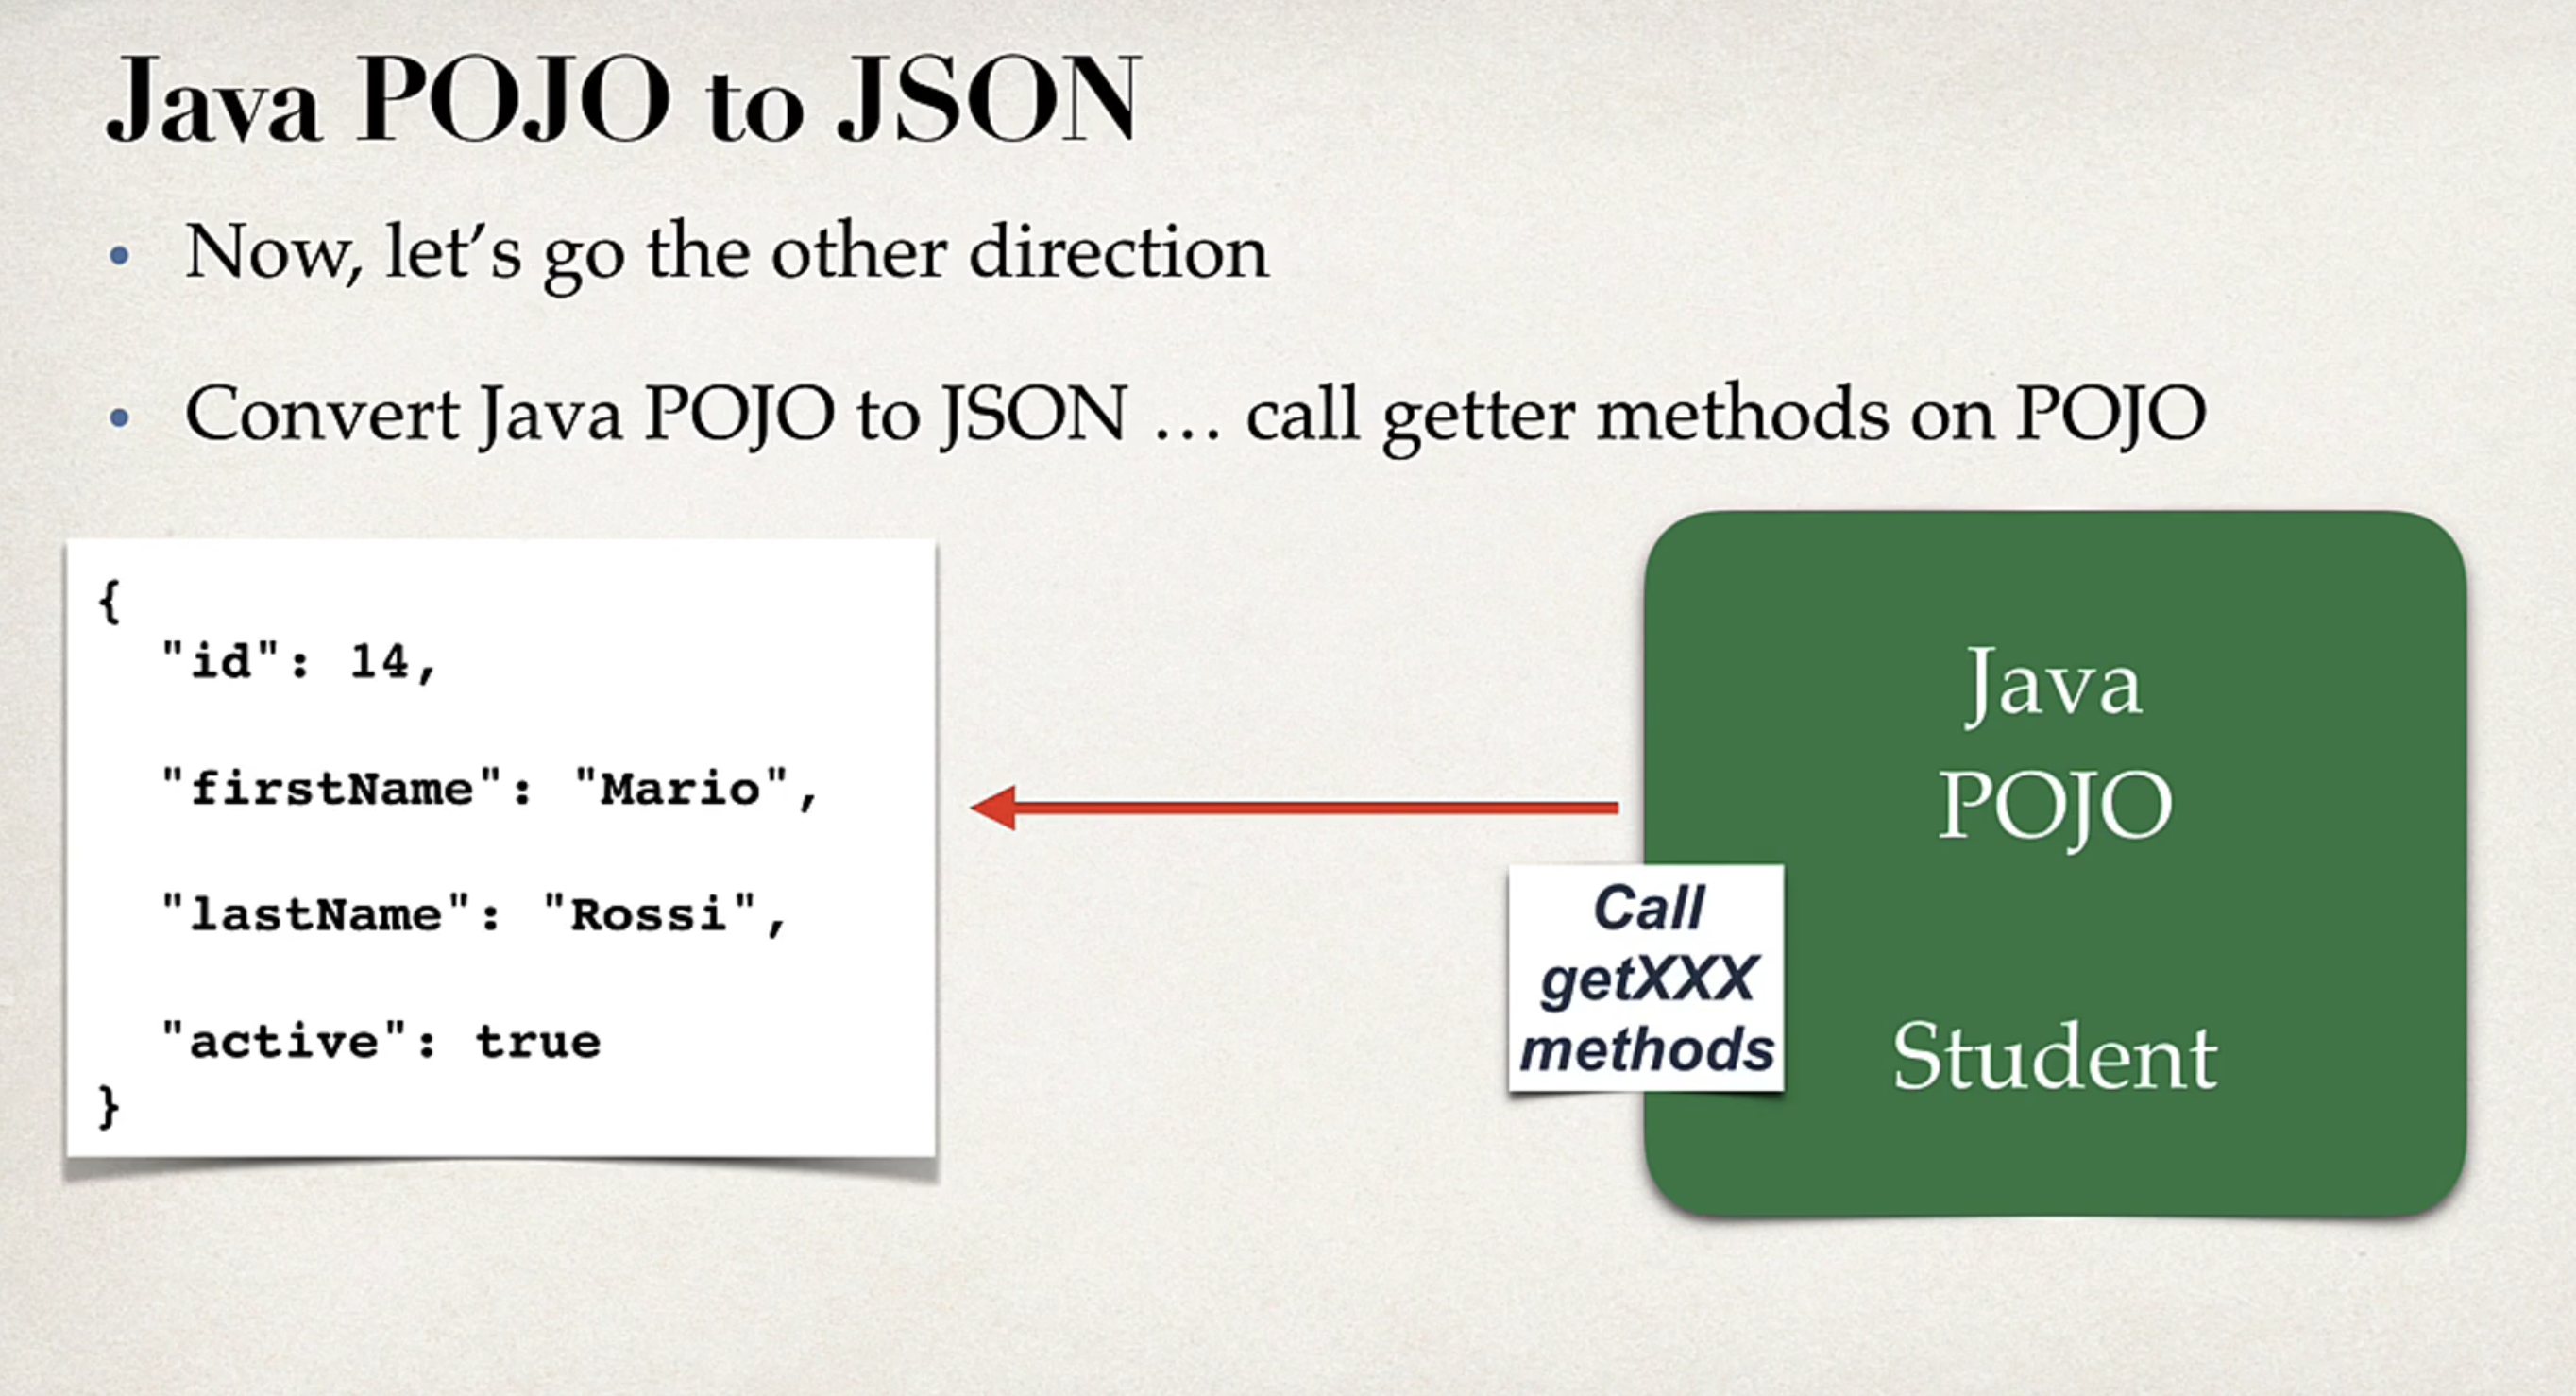 Java POJO to JSON
• Now, let’s go the other direction
• Convert Java POJO to JSON … call getter methods on POJO
{
"id": 14,
"firstName": "Mario",
"lastName": "Rossi",
"active": true
}
Call
getXXX
methods
Java
POJO
Student